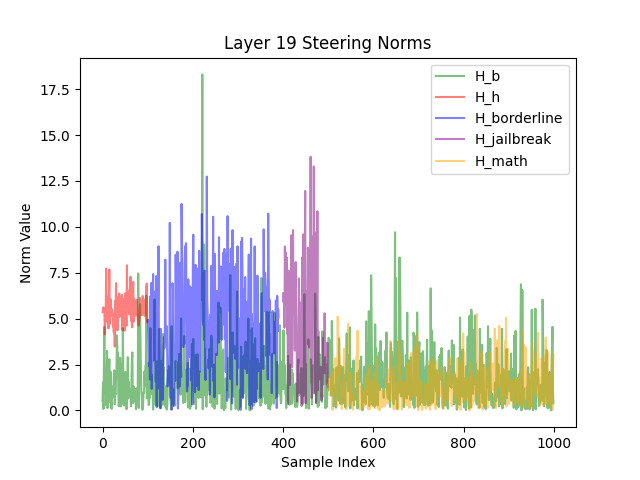 Layer 19 Steering Norms
H_b
H_h
H_borderline
H_jailbreak
H_math
Norm Value
17.5
15.0
12.5
10.0
7.5
5.0
2.5
0.0
0
200
400
600
800
1000
Sample Index